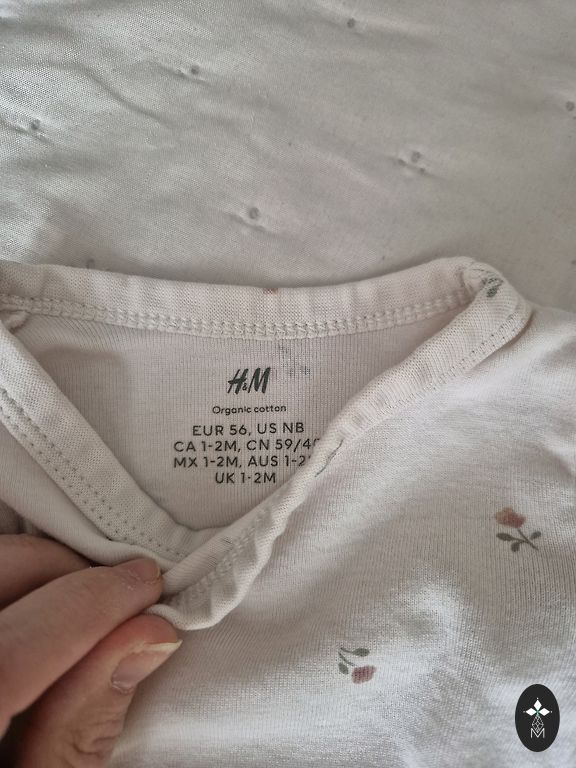 H&M
Organic cotton
EUR 56, US NB
CA 1-2M, CN 59/4
MX 1-2M, AUS 1-2
UK 1-2M
M